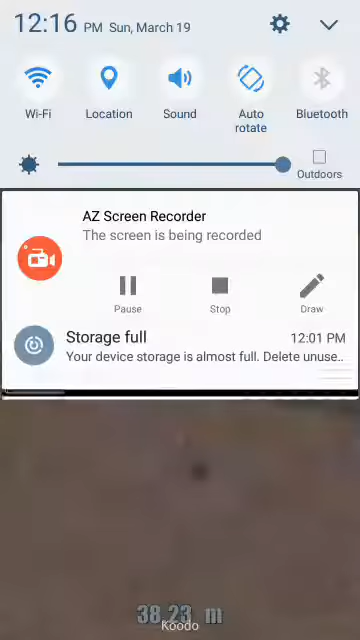 12:16 PM Sun, March 19
Wi-Fi
Location
Sound
Auto rotate
Bluetooth
Outdoors
AZ Screen Recorder
The screen is being recorded
Pause
Stop
Draw
Storage full 12:01 PM
Your device storage is almost full. Delete unuse..
38.23 m
Koodo